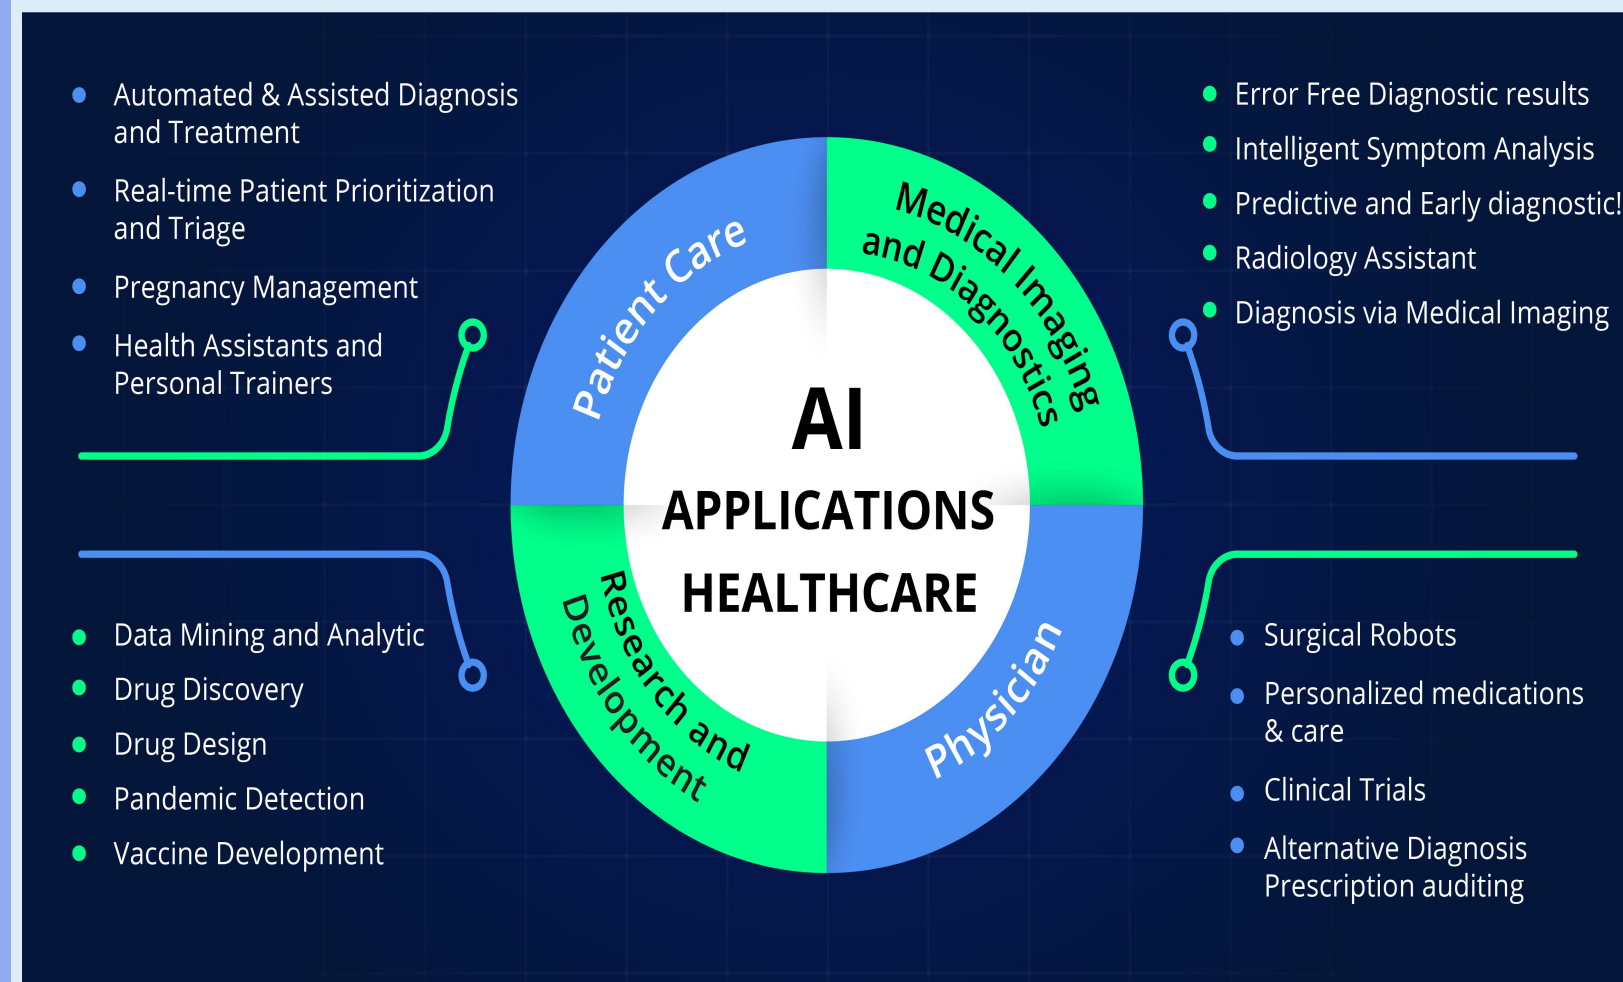 Automated & Assisted Diagnosis
and Treatment
Real-time Patient Prioritization
and Triage
Pregnancy Management
Health Assistants and
Personal Trainers
Error Free Diagnostic results
Intelligent Symptom Analysis
Predictive and Early diagnostic!
Radiology Assistant
Diagnosis via Medical Imaging
Patient Care
Medical Imaging
and Diagnostics
AI
APPLICATIONS
HEALTHCARE
Research and
Development
Physician
Data Mining and Analytic
Drug Discovery
Drug Design
Pandemic Detection
Vaccine Development
Surgical Robots
Personalized medications
& care
Clinical Trials
Alternative Diagnosis
Prescription auditing